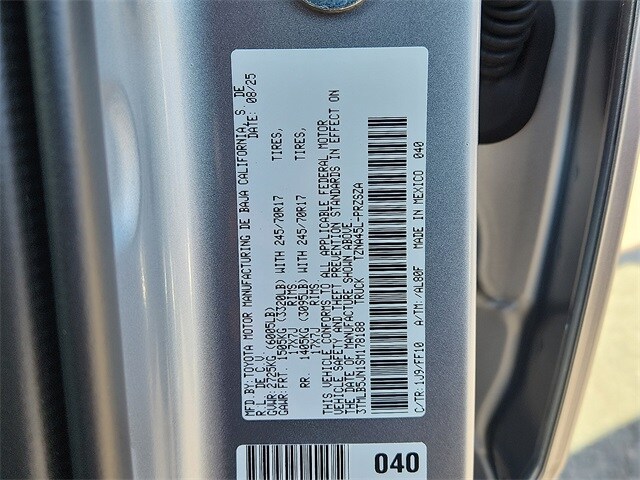 MFD.BY:TOYOTA MOTOR MANUFACTURING DE BAJA CALIFORNIA, S. DE
R.L. DE C.V. DATE: 08/25
GVWR:2725KG (6005LB)
GAWR:FRT. 1505KG (3320LB) WITH 245/70R17 TIRES,
17X7J RIMS
RR. 1405KG (3095LB) WITH 245/70R17 TIRES,
17X7J RIMS
THIS VEHICLE CONFORMS TO ALL APPLICABLE FEDERAL MOTOR
VEHICLE SAFETY AND THEFT PREVENTION STANDARDS IN EFFECT ON
THE DATE OF MANUFACTURE SHOWN ABOVE.
3TMLB5JN1SM178188 TRUCK TZNA45L-PRZSZA
C/TR:1J9/FF10 A/TM:/AL80F MADE IN MEXICO 040
040